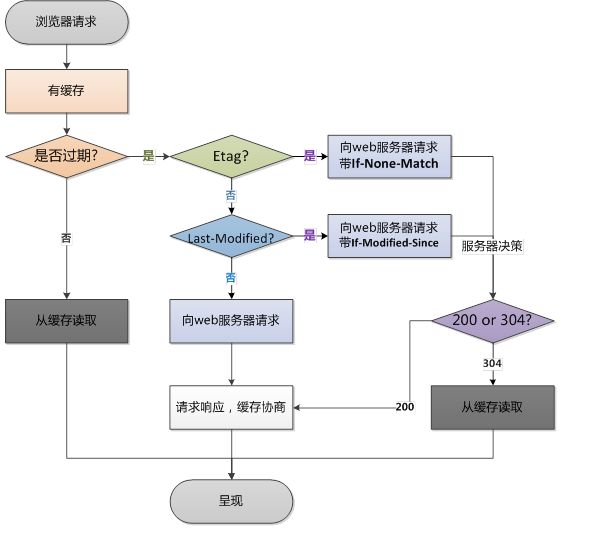 浏览器请求
有缓存
是否过期?
是
Etag?
是
向web服务器请求
带If-None-Match
否
否
Last-Modified?
是
向web服务器请求
带If-Modified-Since
服务器决策
否
从缓存读取
向web服务器请求
200 or 304?
304
请求响应，缓存协商
200
从缓存读取
呈现